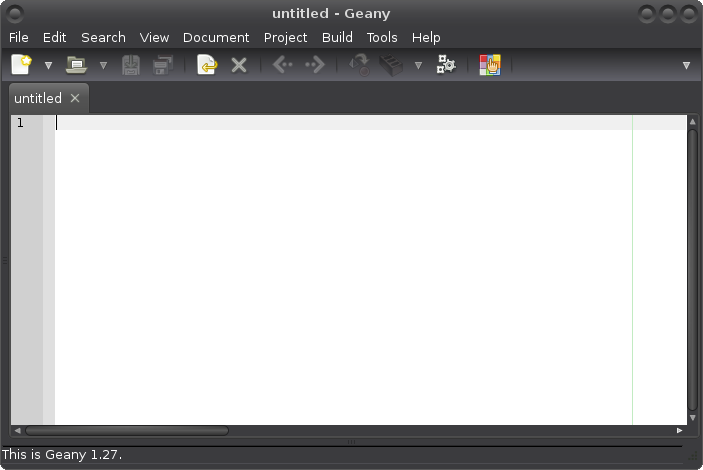 untitled - Geany
File Edit Search View Document Project Build Tools Help
untitled
1
This is Geany 1.27.